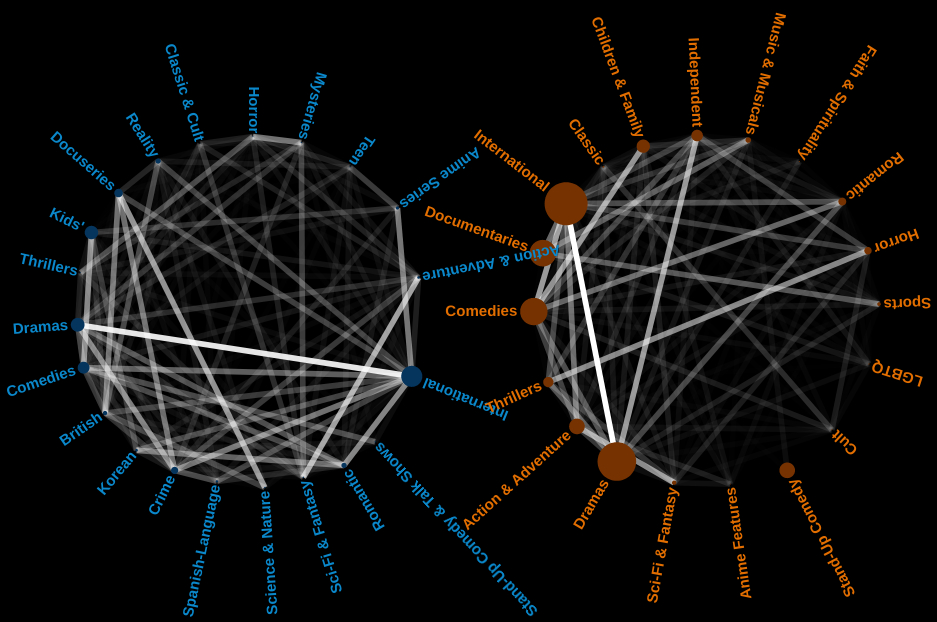 Classic & Cult
Horror
Mysteries
Teen
Anime Series
Action & Adventure
International
Stand-Up Comedy & Talk Shows
Romantic
Sci-Fi & Fantasy
Science & Nature
Spanish-Language
Crime
Korean
British
Comedies
Dramas
Thrillers
Kids'
Docuseries
Reality
Children & Family
Independent
Music & Musicals
Faith & Spirituality
Romantic
Horror
Sports
LGBTQ
Cult
Stand-Up Comedy
Anime Features
Sci-Fi & Fantasy
Dramas
Action & Adventure
Thrillers
Comedies
Documentaries
International
Classic